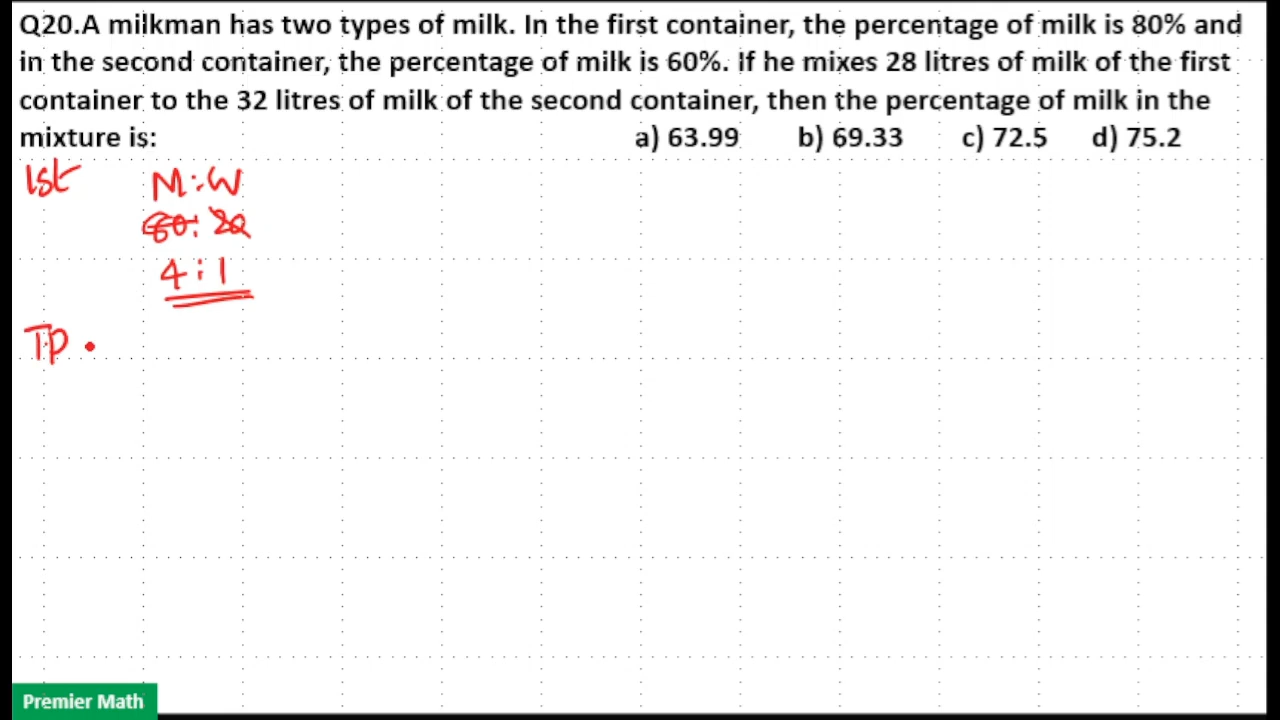 Q20.A milkman has two types of milk. In the first container, the percentage of milk is 80% and
in the second container, the percentage of milk is 60%. If he mixes 28 litres of milk of the first
container to the 32 litres of milk of the second container, then the percentage of milk in the
mixture is: a) 63.99 b) 69.33 c) 72.5 d) 75.2
1st M:W
80:20
4:1
TP
Premier Math